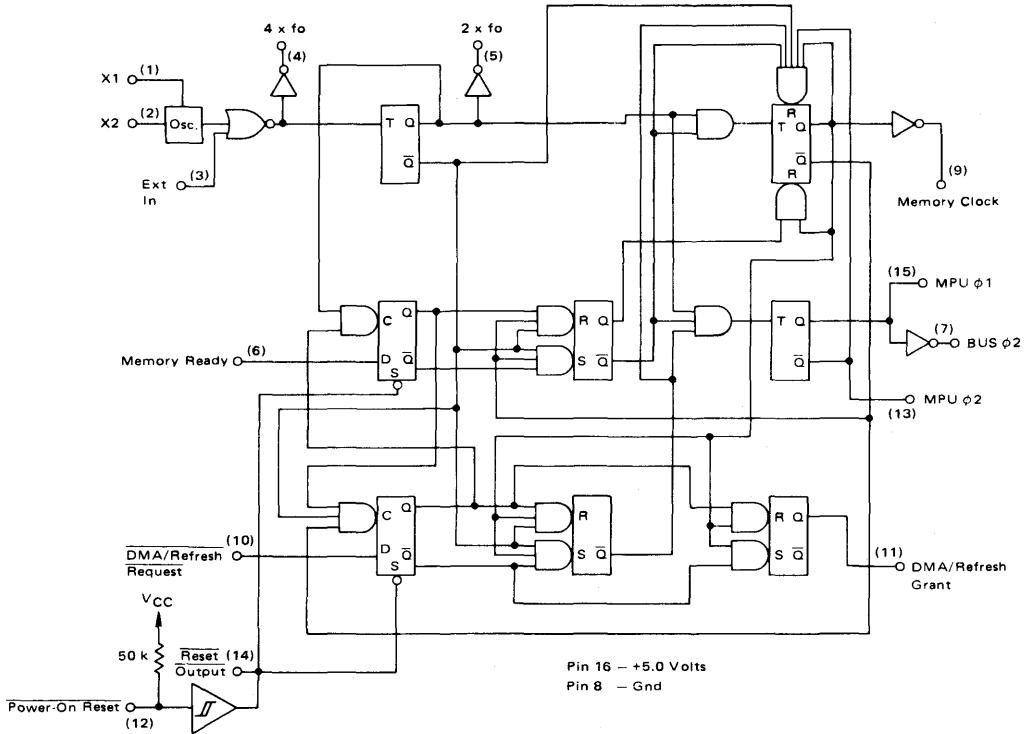 4 x fo
2 x fo
(4)
(5)
X1 (1)
X2 (2)
Osc.
(3)
Ext
In
T Q
Q̅
R
T Q
Q̅
R
(9)
Memory Clock
C Q
D Q̅
S
R Q
S Q̅
T Q
Q̅
(15)
MPU φ1
(7)
BUS φ2
MPU φ2
(13)
Memory Ready (6)
C Q
D Q̅
S
R
S Q̅
R Q
S Q̅
DMA/Refresh (10)
Request
(11)
DMA/Refresh
Grant
VCC
50 k
Reset (14)
Output
Power-On Reset
(12)
Pin 16 – +5.0 Volts
Pin 8 – Gnd